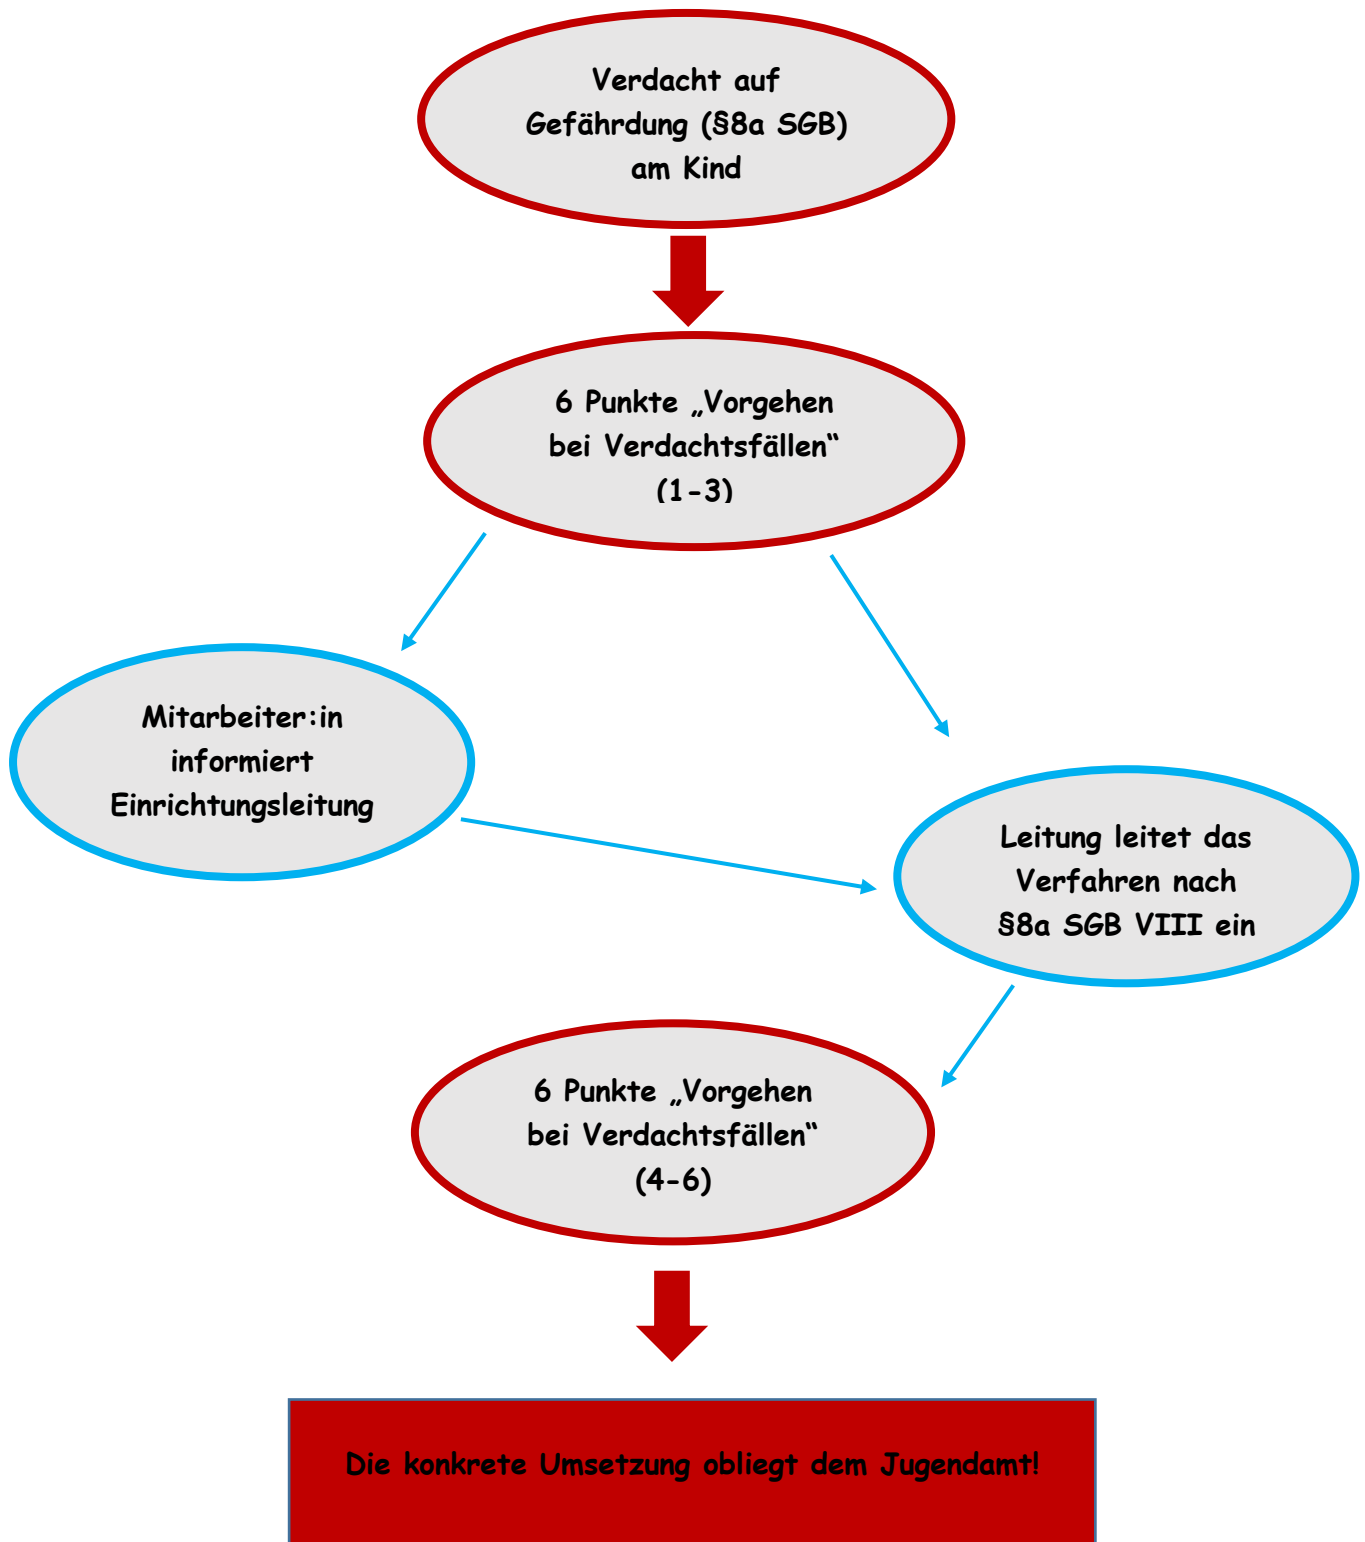 Verdacht auf
Gefährdung (§8a SGB)
am Kind
6 Punkte „Vorgehen
bei Verdachtsfällen“
(1-3)
Mitarbeiter:in
informiert
Einrichtungsleitung
Leitung leitet das
Verfahren nach
§8a SGB VIII ein
6 Punkte „Vorgehen
bei Verdachtsfällen“
(4-6)
Die konkrete Umsetzung obliegt dem Jugendamt!